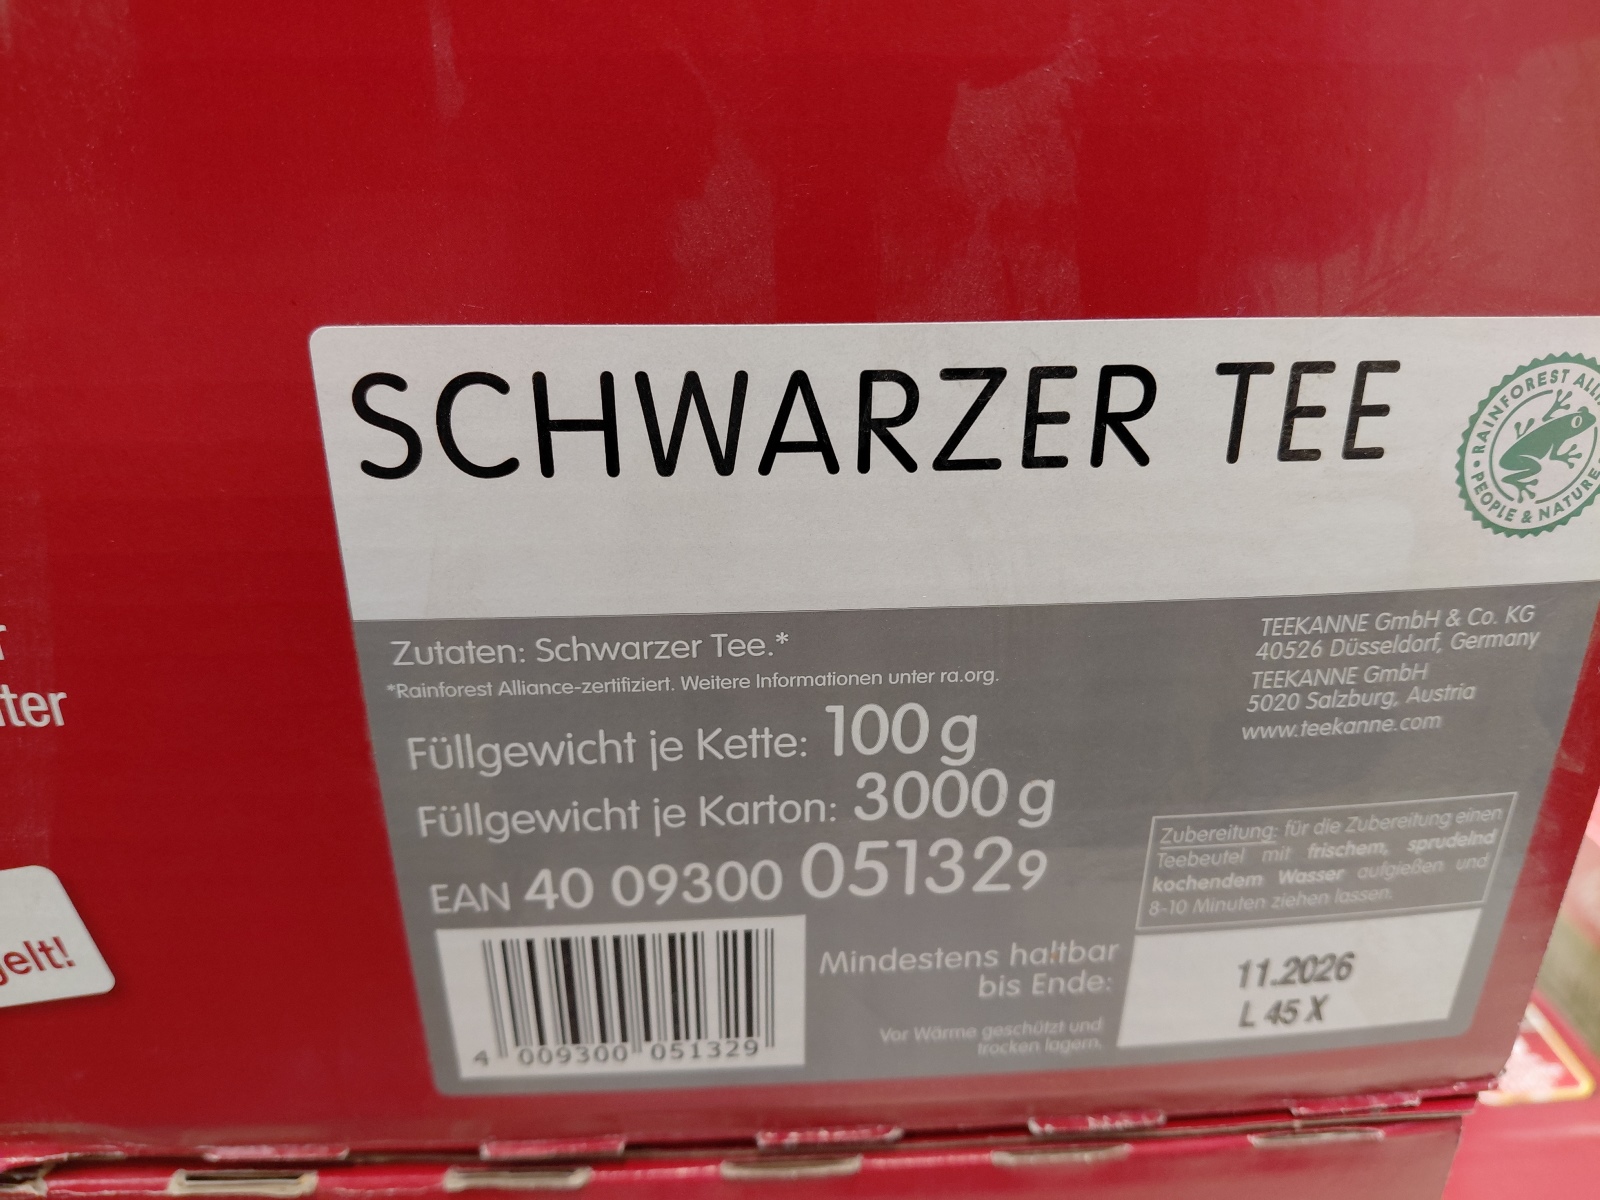 SCHWARZER TEE
RAINFOREST
PEOPLE & NATURE
Zutaten: Schwarzer Tee.*
*Rainforest Alliance-zertifiziert. Weitere Informationen unter ra.org.
Füllgewicht je Kette: 100 g
Füllgewicht je Karton: 3000 g
EAN 40 09300 051329
4 009300 051329
TEEKANNE GmbH & Co. KG
40526 Düsseldorf, Germany
TEEKANNE GmbH
5020 Salzburg, Austria
www.teekanne.com
Zubereitung: für die Zubereitung einen
Teebeutel mit frischem, sprudelnd
kochendem Wasser aufgießen und
8-10 Minuten ziehen lassen.
Mindestens haltbar
bis Ende:
11.2026
L 45 X
Vor Wärme geschützt und
trocken lagern.